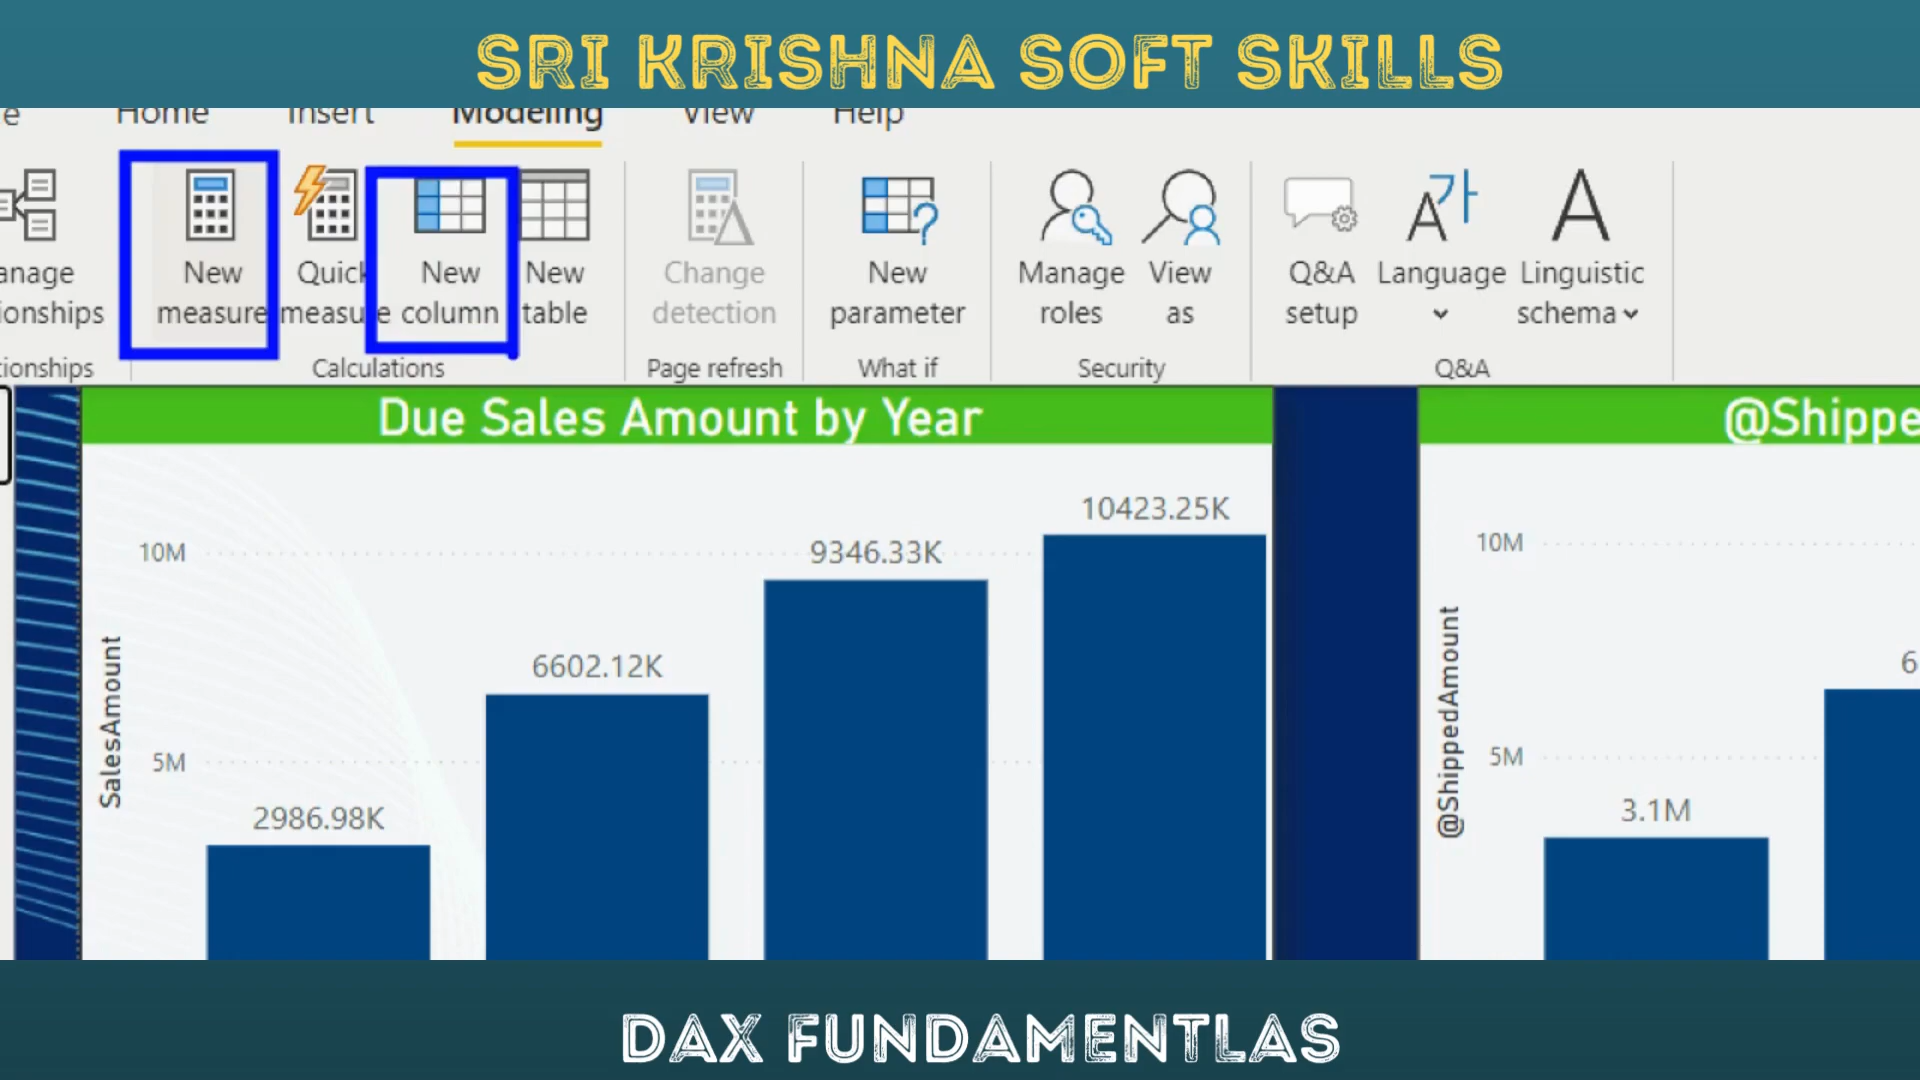 SRI KRISHNA SOFT SKILLS
e Home Insert Modeling View Help
anage
ionships
New
measure
Quick
measure
New
column
New
table
Change
detection
New
parameter
Manage
roles
View
as
Q&A
setup
Language
Linguistic
schema
ionships
Calculations
Page refresh
What if
Security
Q&A
Due Sales Amount by Year
SalesAmount
10M
5M
2986.98K
6602.12K
9346.33K
10423.25K
@Shippe
@ShippedAmount
10M
5M
3.1M
6
DAX FUNDAMENTLAS